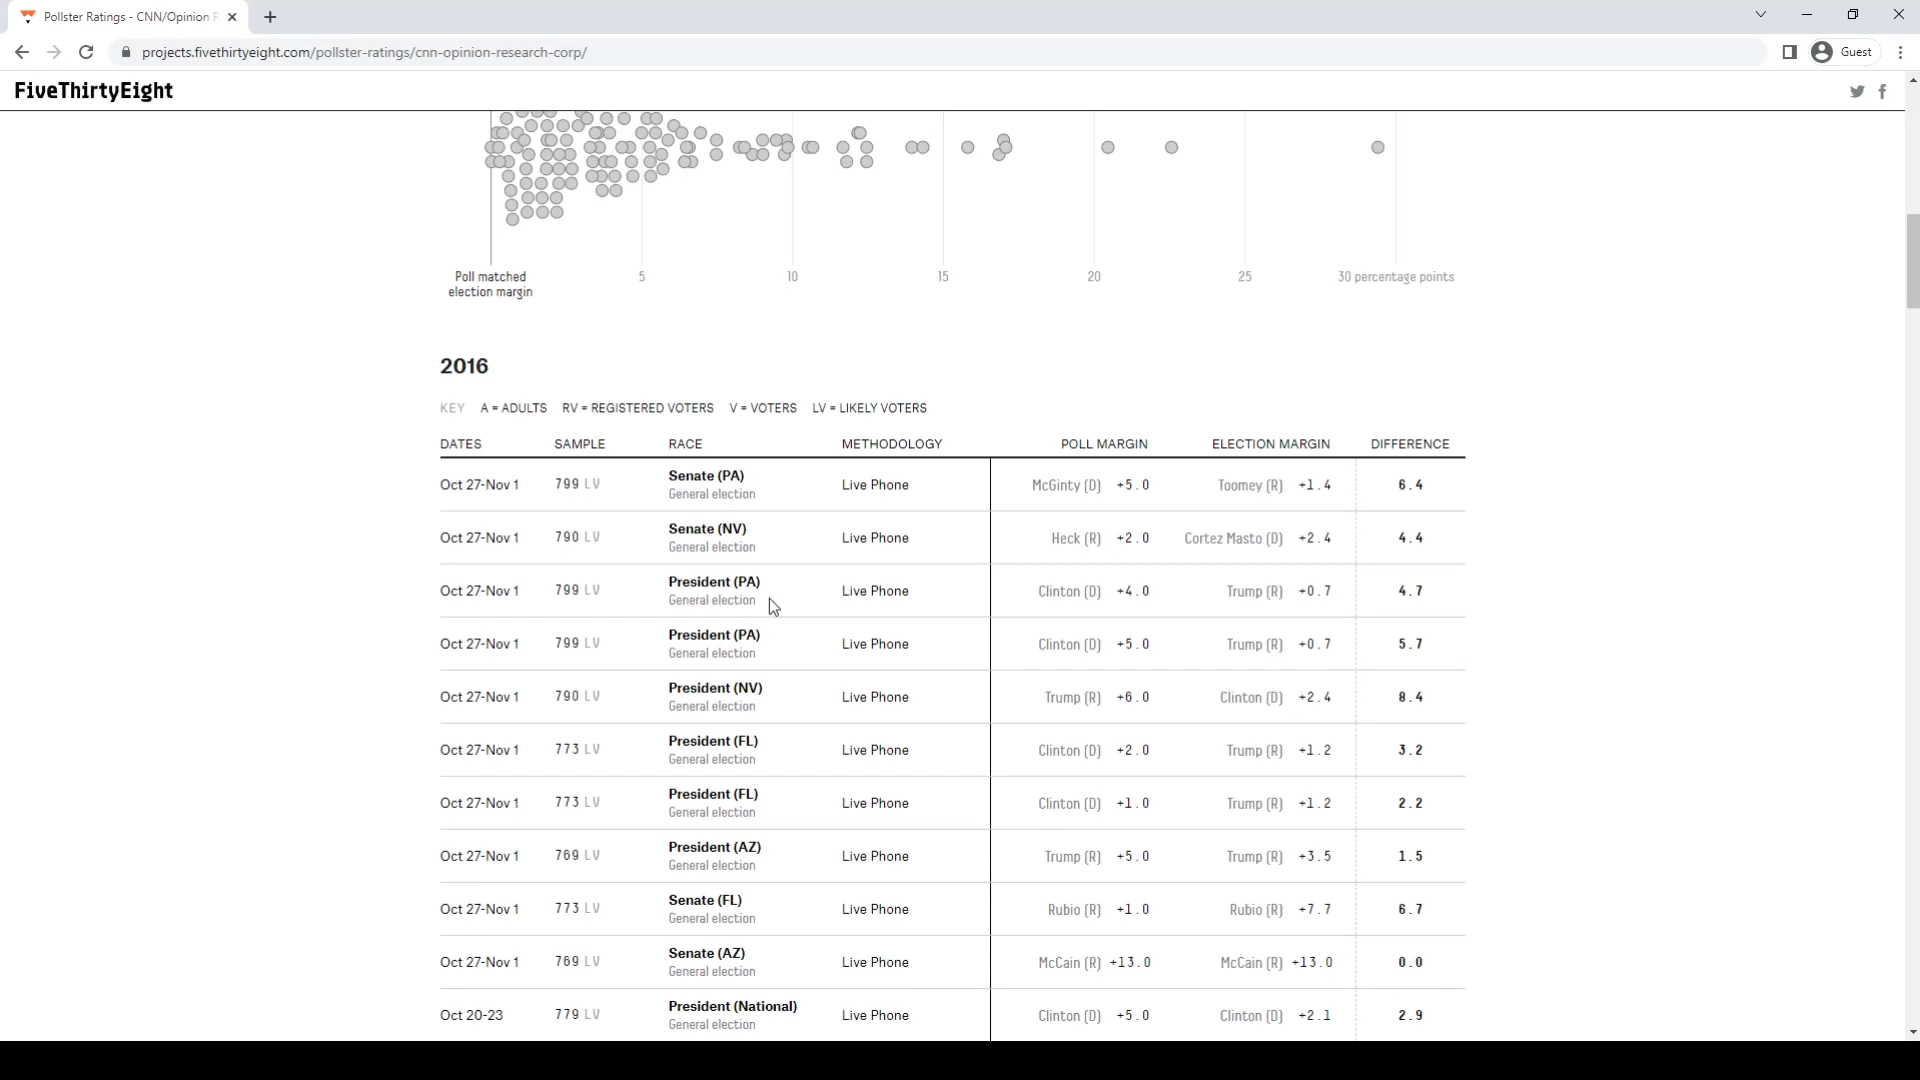 Pollster Ratings - CNN/Opinion R
projects.fivethirtyeight.com/pollster-ratings/cnn-opinion-research-corp/
Guest
FiveThirtyEight
Poll matched
election margin
5 10 15 20 25 30 percentage points
2016
KEY A = ADULTS RV = REGISTERED VOTERS V = VOTERS LV = LIKELY VOTERS
DATES SAMPLE RACE METHODOLOGY POLL MARGIN ELECTION MARGIN DIFFERENCE
Oct 27-Nov 1 799 LV Senate (PA) Live Phone McGinty (D) +5.0 Toomey (R) +1.4 6.4
General election
Oct 27-Nov 1 790 LV Senate (NV) Live Phone Heck (R) +2.0 Cortez Masto (D) +2.4 4.4
General election
Oct 27-Nov 1 799 LV President (PA) Live Phone Clinton (D) +4.0 Trump (R) +0.7 4.7
General election
Oct 27-Nov 1 799 LV President (PA) Live Phone Clinton (D) +5.0 Trump (R) +0.7 5.7
General election
Oct 27-Nov 1 790 LV President (NV) Live Phone Trump (R) +6.0 Clinton (D) +2.4 8.4
General election
Oct 27-Nov 1 773 LV President (FL) Live Phone Clinton (D) +2.0 Trump (R) +1.2 3.2
General election
Oct 27-Nov 1 773 LV President (FL) Live Phone Clinton (D) +1.0 Trump (R) +1.2 2.2
General election
Oct 27-Nov 1 769 LV President (AZ) Live Phone Trump (R) +5.0 Trump (R) +3.5 1.5
General election
Oct 27-Nov 1 773 LV Senate (FL) Live Phone Rubio (R) +1.0 Rubio (R) +7.7 6.7
General election
Oct 27-Nov 1 769 LV Senate (AZ) Live Phone McCain (R) +13.0 McCain (R) +13.0 0.0
General election
Oct 20-23 779 LV President (National) Live Phone Clinton (D) +5.0 Clinton (D) +2.1 2.9
General election